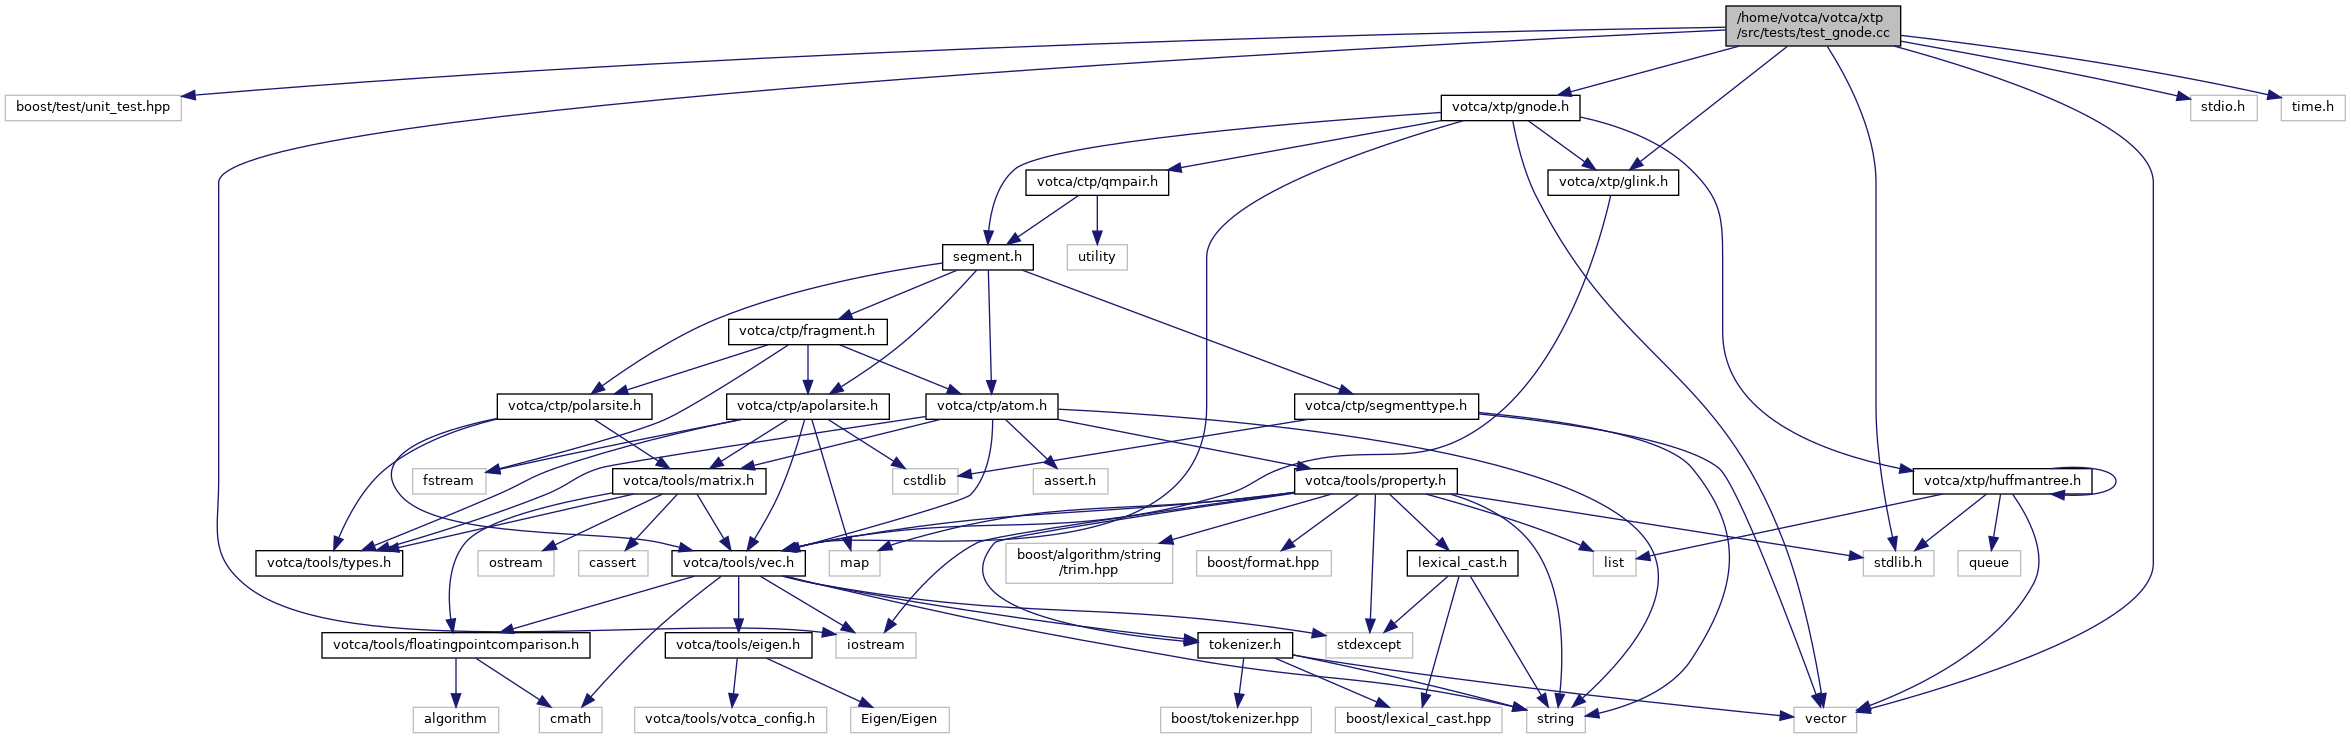 /home/votca/votca/xtp
/src/tests/test_gnode.cc
boost/test/unit_test.hpp
votca/xtp/gnode.h
stdio.h
time.h
votca/ctp/qmpair.h
votca/xtp/glink.h
segment.h
utility
votca/ctp/fragment.h
votca/ctp/polarsite.h
votca/ctp/apolarsite.h
votca/ctp/atom.h
votca/ctp/segmenttype.h
fstream
votca/tools/matrix.h
cstdlib
assert.h
votca/tools/property.h
votca/xtp/huffmantree.h
votca/tools/types.h
ostream
cassert
votca/tools/vec.h
map
boost/algorithm/string
/trim.hpp
boost/format.hpp
lexical_cast.h
list
stdlib.h
queue
votca/tools/floatingpointcomparison.h
votca/tools/eigen.h
iostream
tokenizer.h
stdexcept
algorithm
cmath
votca/tools/votca_config.h
Eigen/Eigen
boost/tokenizer.hpp
boost/lexical_cast.hpp
string
vector